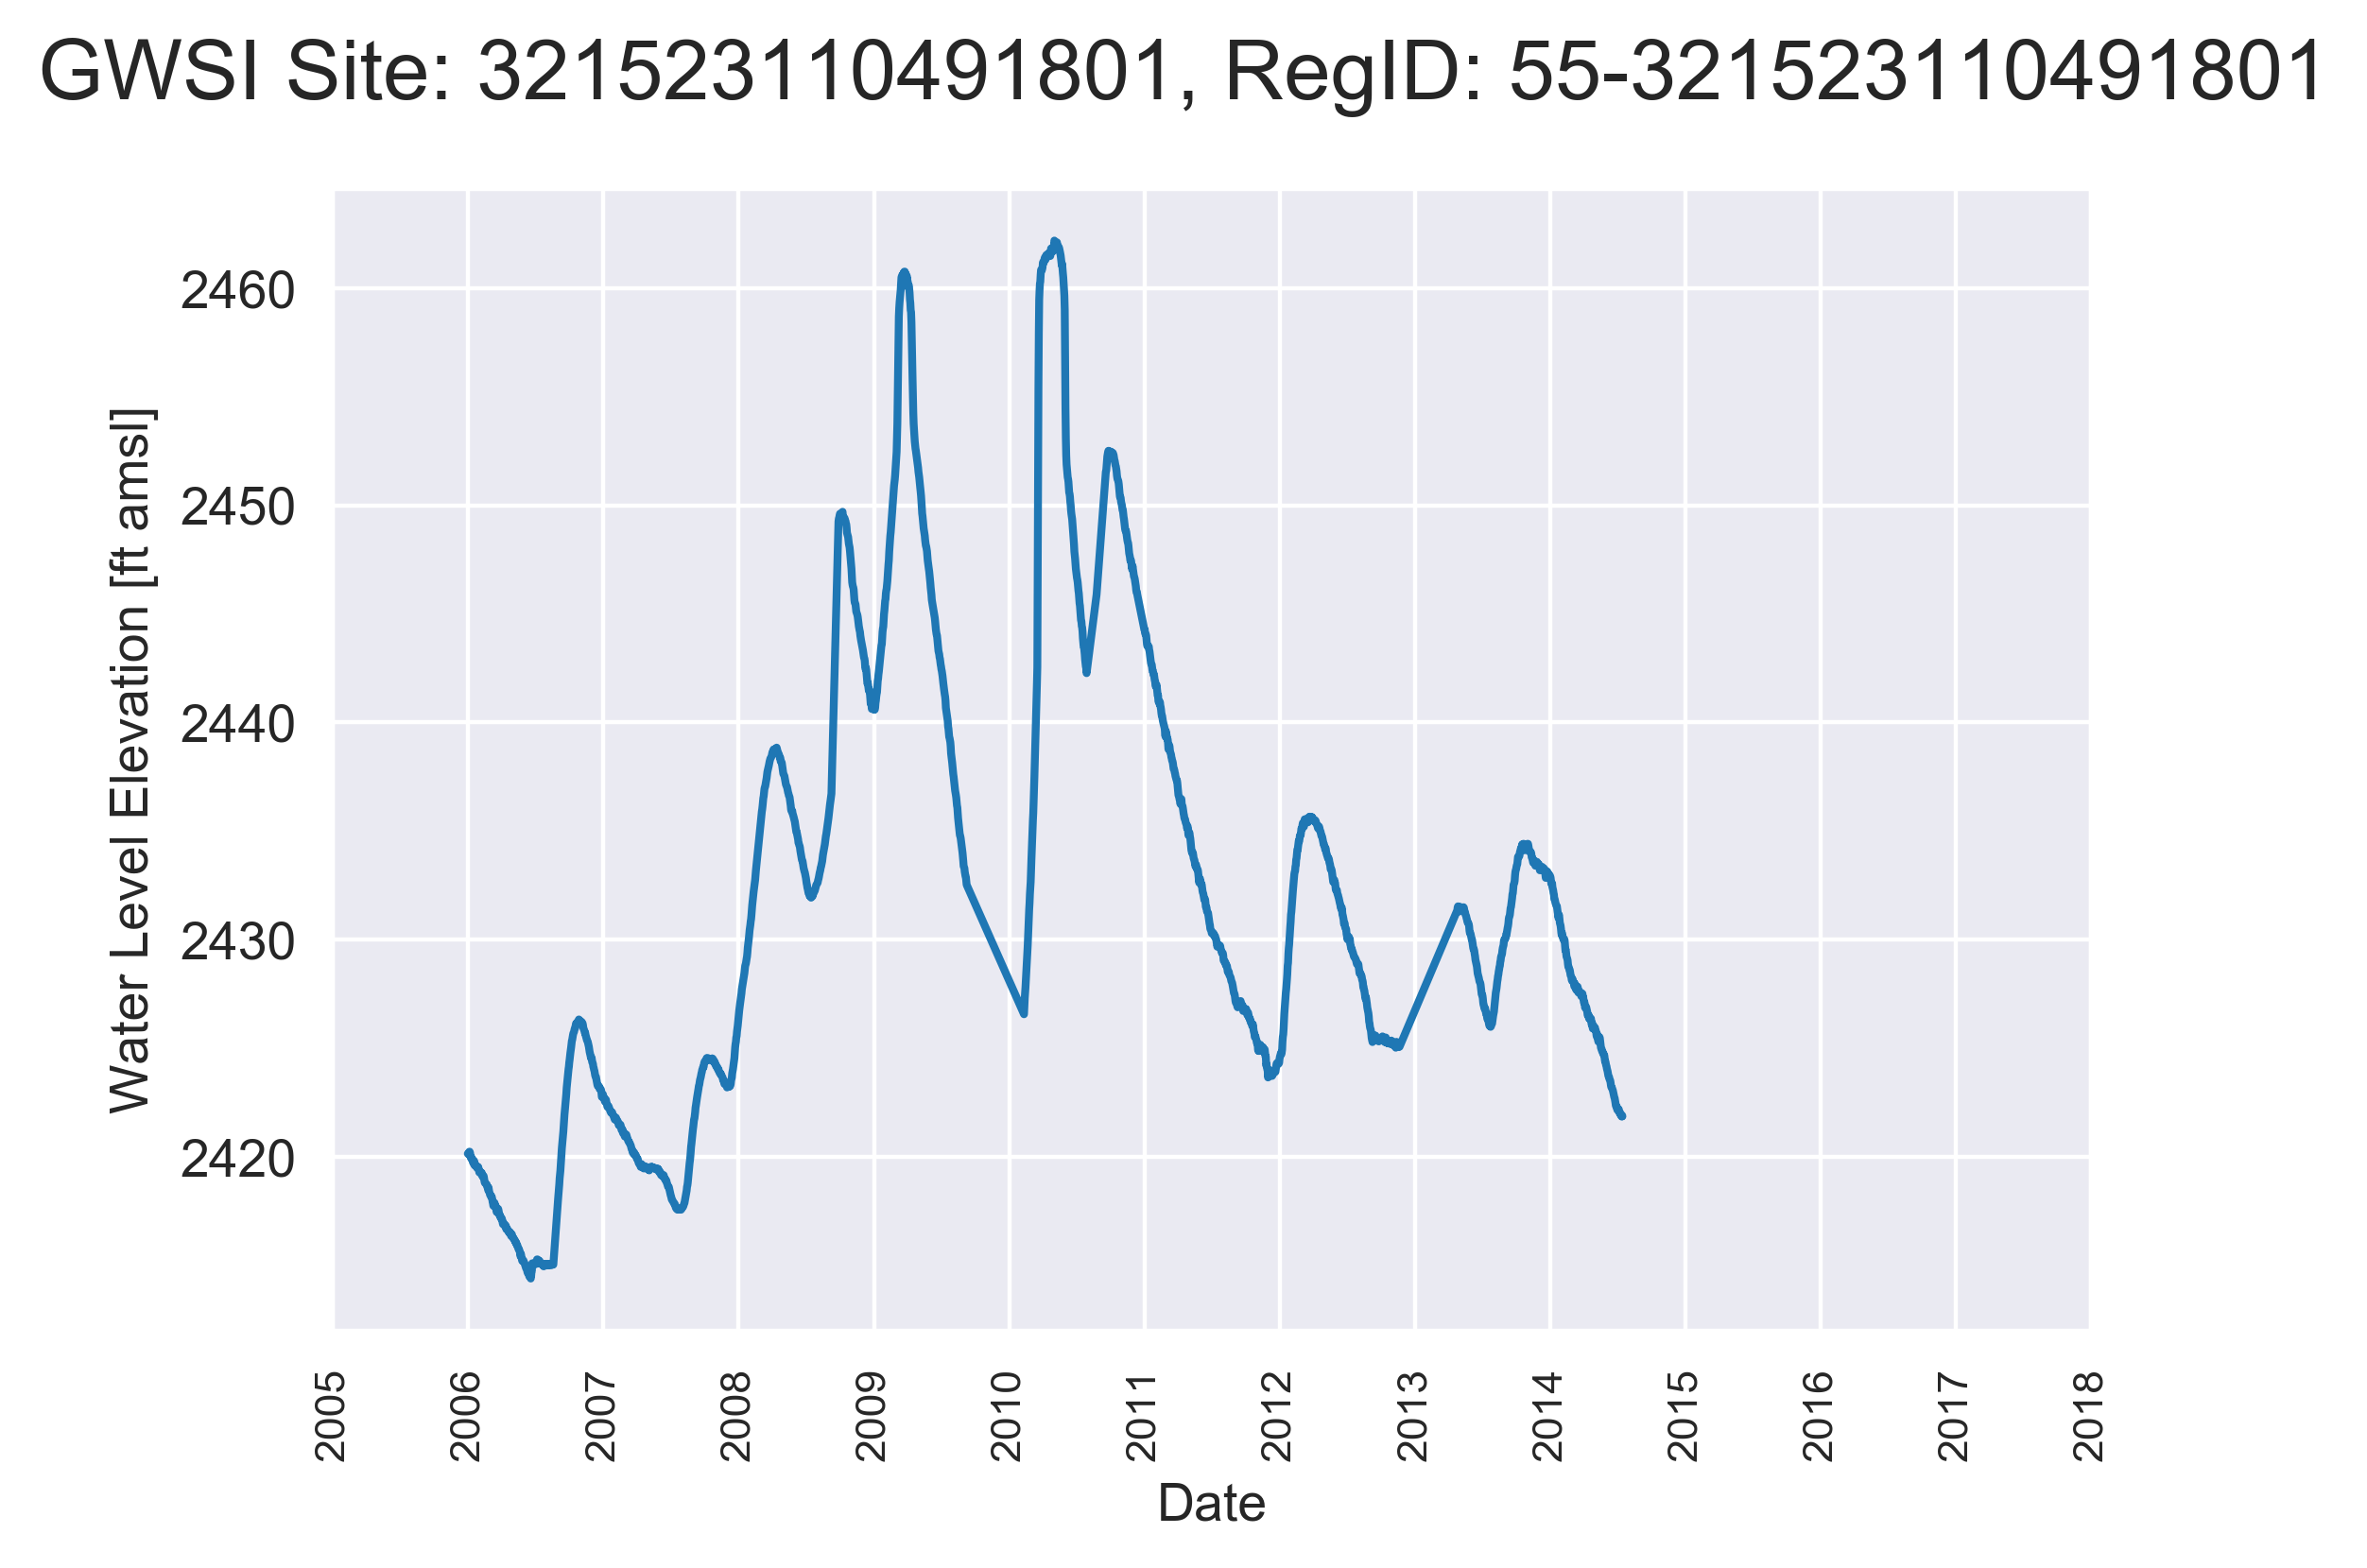 GWSI Site: 321523110491801, RegID: 55-321523110491801
Water Level Elevation [ft amsl]
2460
2450
2440
2430
2420
2005 2006 2007 2008 2009 2010 2011 2012 2013 2014 2015 2016 2017 2018
Date